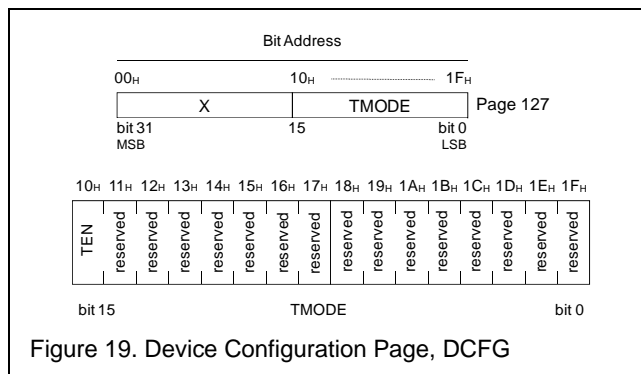 Bit Address
00H 10H 1FH
X TMODE Page 127
bit 31 15 bit 0
MSB LSB
10H 11H 12H 13H 14H 15H 16H 17H 18H 19H 1AH 1BH 1CH 1DH 1EH 1FH
TEN reserved reserved reserved reserved reserved reserved reserved reserved reserved reserved reserved reserved reserved reserved reserved
bit 15 TMODE bit 0
Figure 19. Device Configuration Page, DCFG